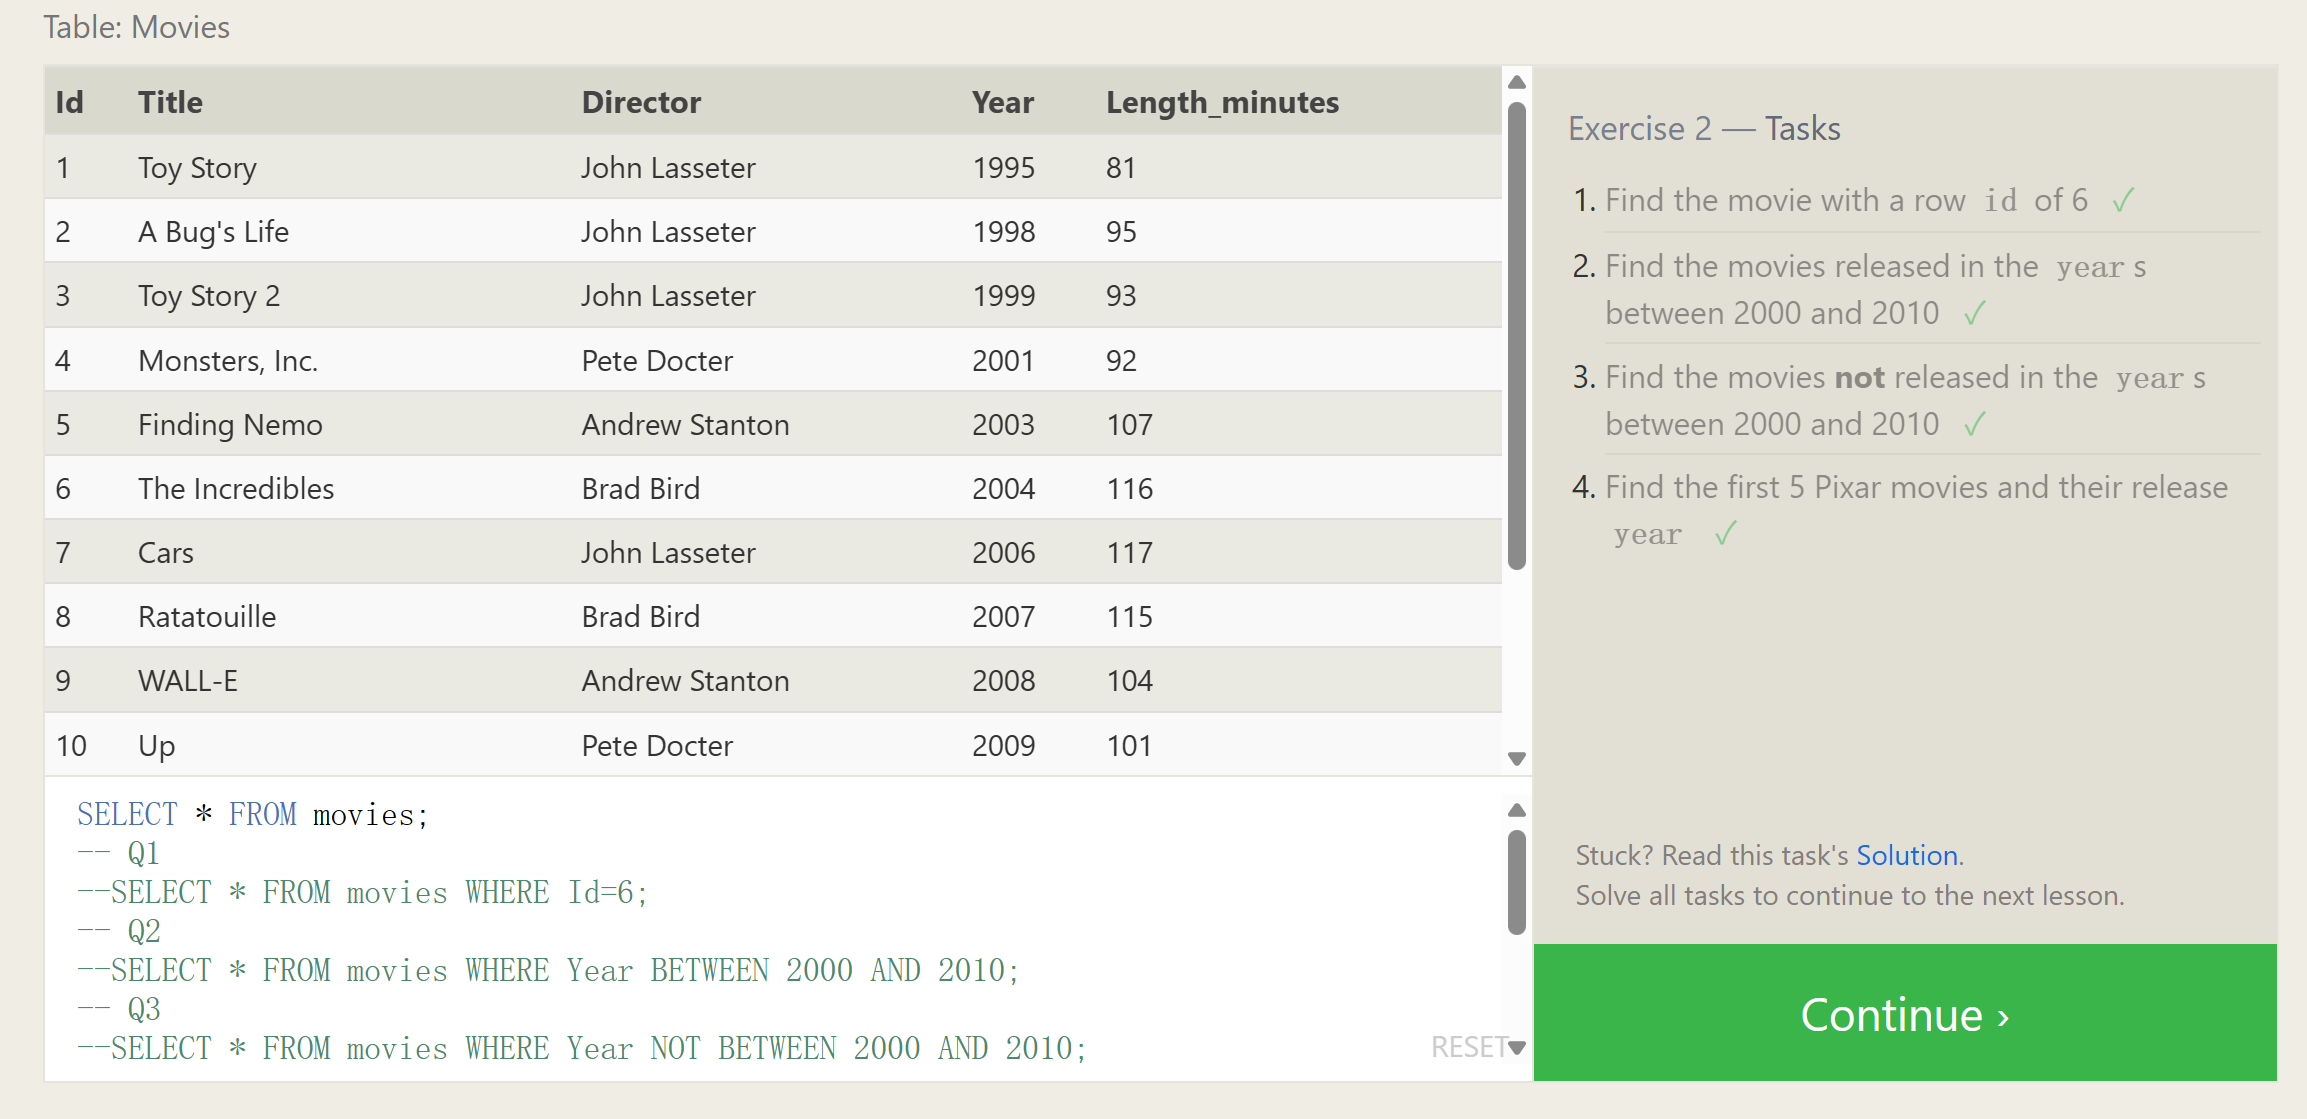 Table: Movies
Id Title Director Year Length_minutes
1 Toy Story John Lasseter 1995 81
2 A Bug's Life John Lasseter 1998 95
3 Toy Story 2 John Lasseter 1999 93
4 Monsters, Inc. Pete Docter 2001 92
5 Finding Nemo Andrew Stanton 2003 107
6 The Incredibles Brad Bird 2004 116
7 Cars John Lasseter 2006 117
8 Ratatouille Brad Bird 2007 115
9 WALL-E Andrew Stanton 2008 104
10 Up Pete Docter 2009 101
SELECT * FROM movies;
-- Q1
--SELECT * FROM movies WHERE Id=6;
-- Q2
--SELECT * FROM movies WHERE Year BETWEEN 2000 AND 2010;
-- Q3
--SELECT * FROM movies WHERE Year NOT BETWEEN 2000 AND 2010;
RESET
Exercise 2 — Tasks
1. Find the movie with a row id of 6 ✓
2. Find the movies released in the years
between 2000 and 2010 ✓
3. Find the movies not released in the years
between 2000 and 2010 ✓
4. Find the first 5 Pixar movies and their release
year ✓
Stuck? Read this task's Solution.
Solve all tasks to continue to the next lesson.
Continue ›